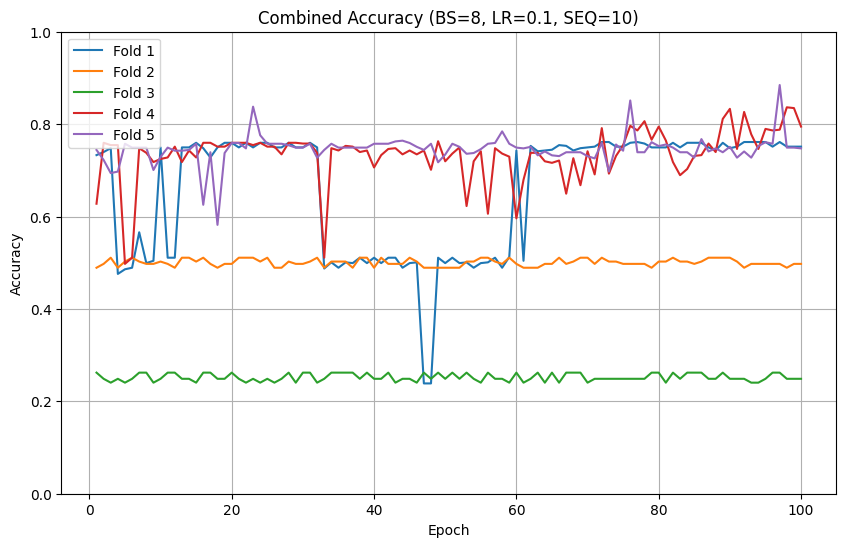 Combined Accuracy (BS=8, LR=0.1, SEQ=10)
Fold 1
Fold 2
Fold 3
Fold 4
Fold 5
1.0
0.8
0.6
0.4
0.2
0.0
Accuracy
0
20
40
60
80
100
Epoch